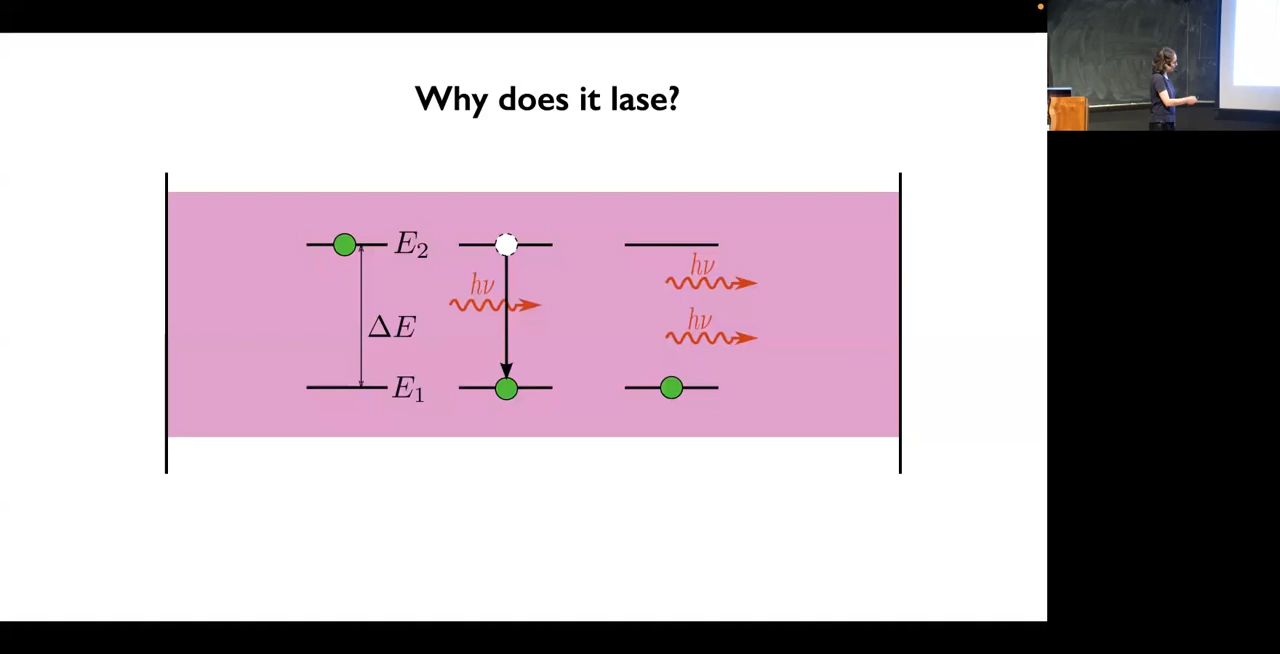 Why does it lase?
E₂
hν
hν
ΔE
hν
E₁